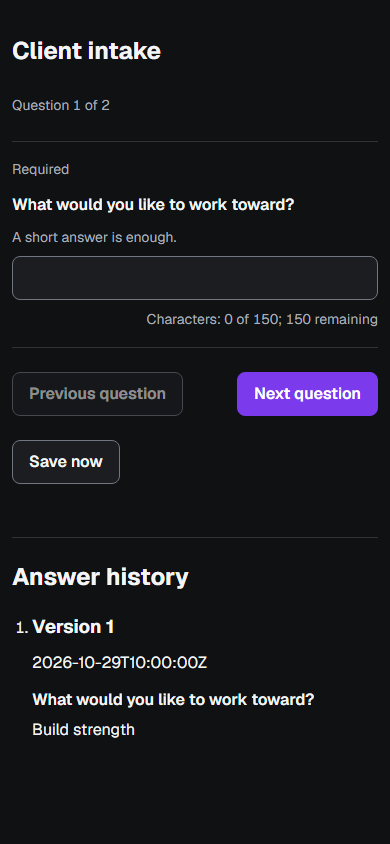 Client intake
Question 1 of 2
Required
What would you like to work toward?
A short answer is enough.
Characters: 0 of 150; 150 remaining
Previous question
Next question
Save now
Answer history
1. Version 1
2026-10-29T10:00:00Z
What would you like to work toward?
Build strength